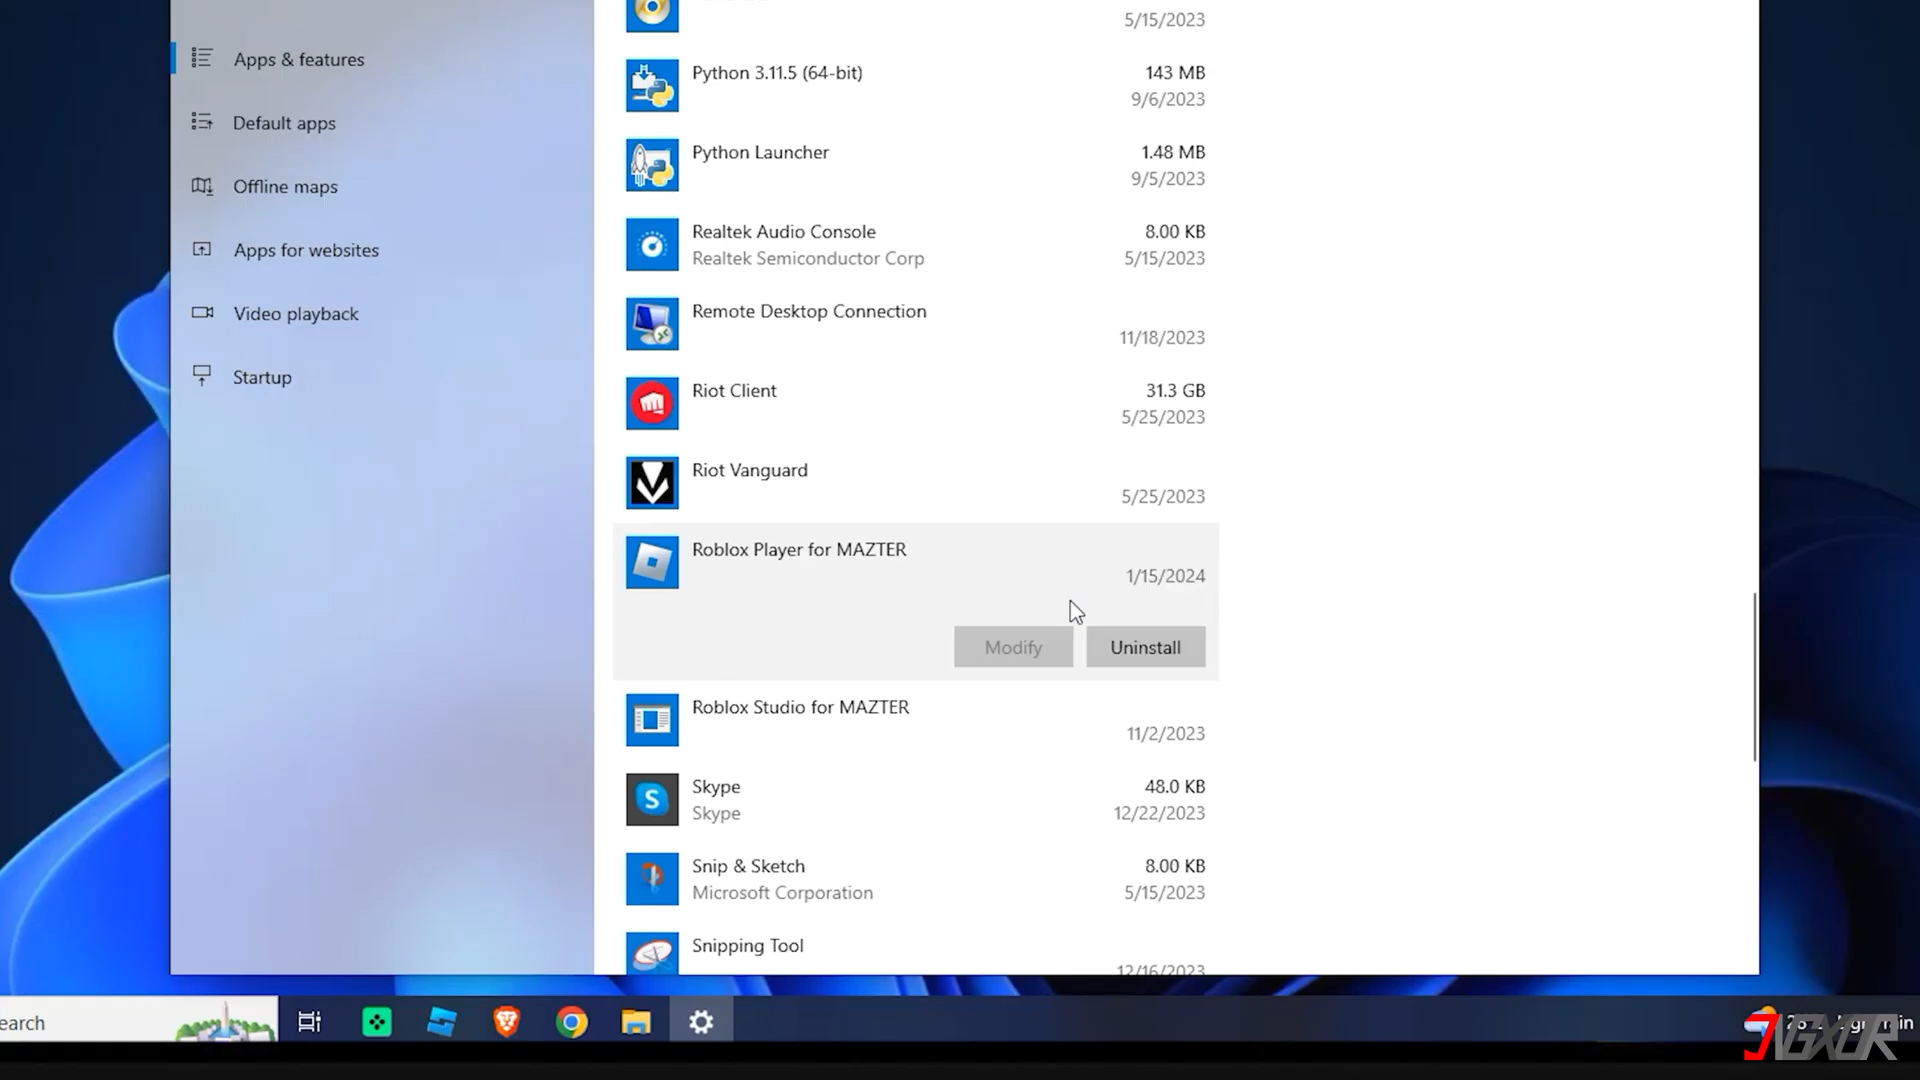 5/15/2023
Apps & features
Default apps
Offline maps
Apps for websites
Video playback
Startup
Python 3.11.5 (64-bit)
143 MB
9/6/2023
Python Launcher
1.48 MB
9/5/2023
Realtek Audio Console
8.00 KB
Realtek Semiconductor Corp
5/15/2023
Remote Desktop Connection
11/18/2023
Riot Client
31.3 GB
5/25/2023
Riot Vanguard
5/25/2023
Roblox Player for MAZTER
1/15/2024
Modify
Uninstall
Roblox Studio for MAZTER
11/2/2023
Skype
48.0 KB
Skype
12/22/2023
Snip & Sketch
8.00 KB
Microsoft Corporation
5/15/2023
Snipping Tool
12/16/2023
earch